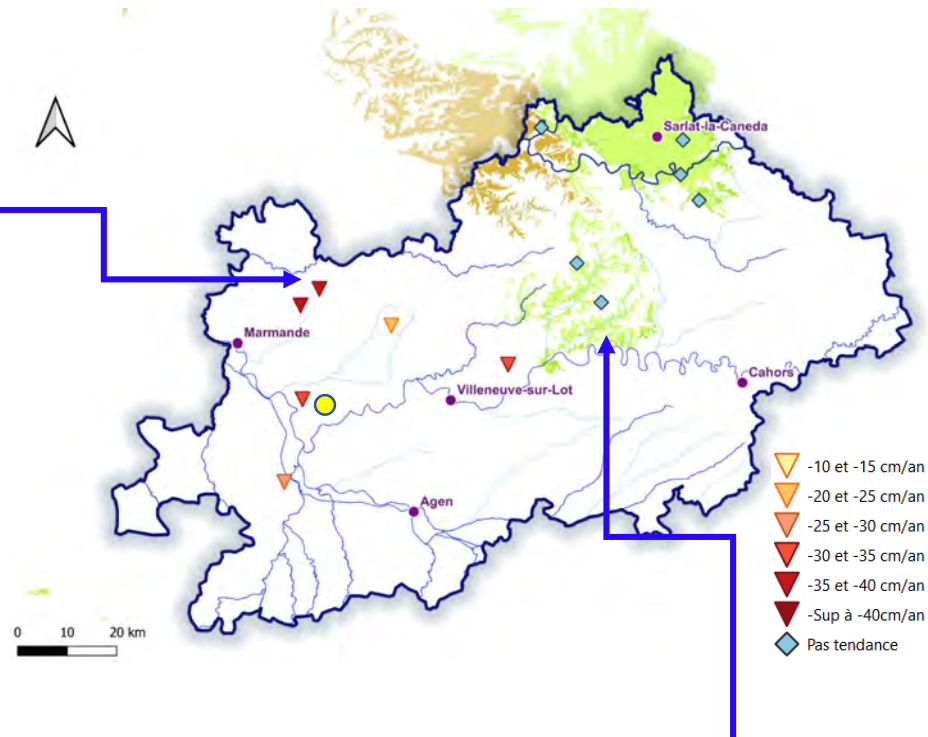 Sarlat-la-Caneda
Marmande
Cahors
Villeneuve-sur-Lot
Agen
-10 et -15 cm/an
-20 et -25 cm/an
-25 et -30 cm/an
-30 et -35 cm/an
-35 et -40 cm/an
-Sup à -40cm/an
Pas tendance
0 10 20 km